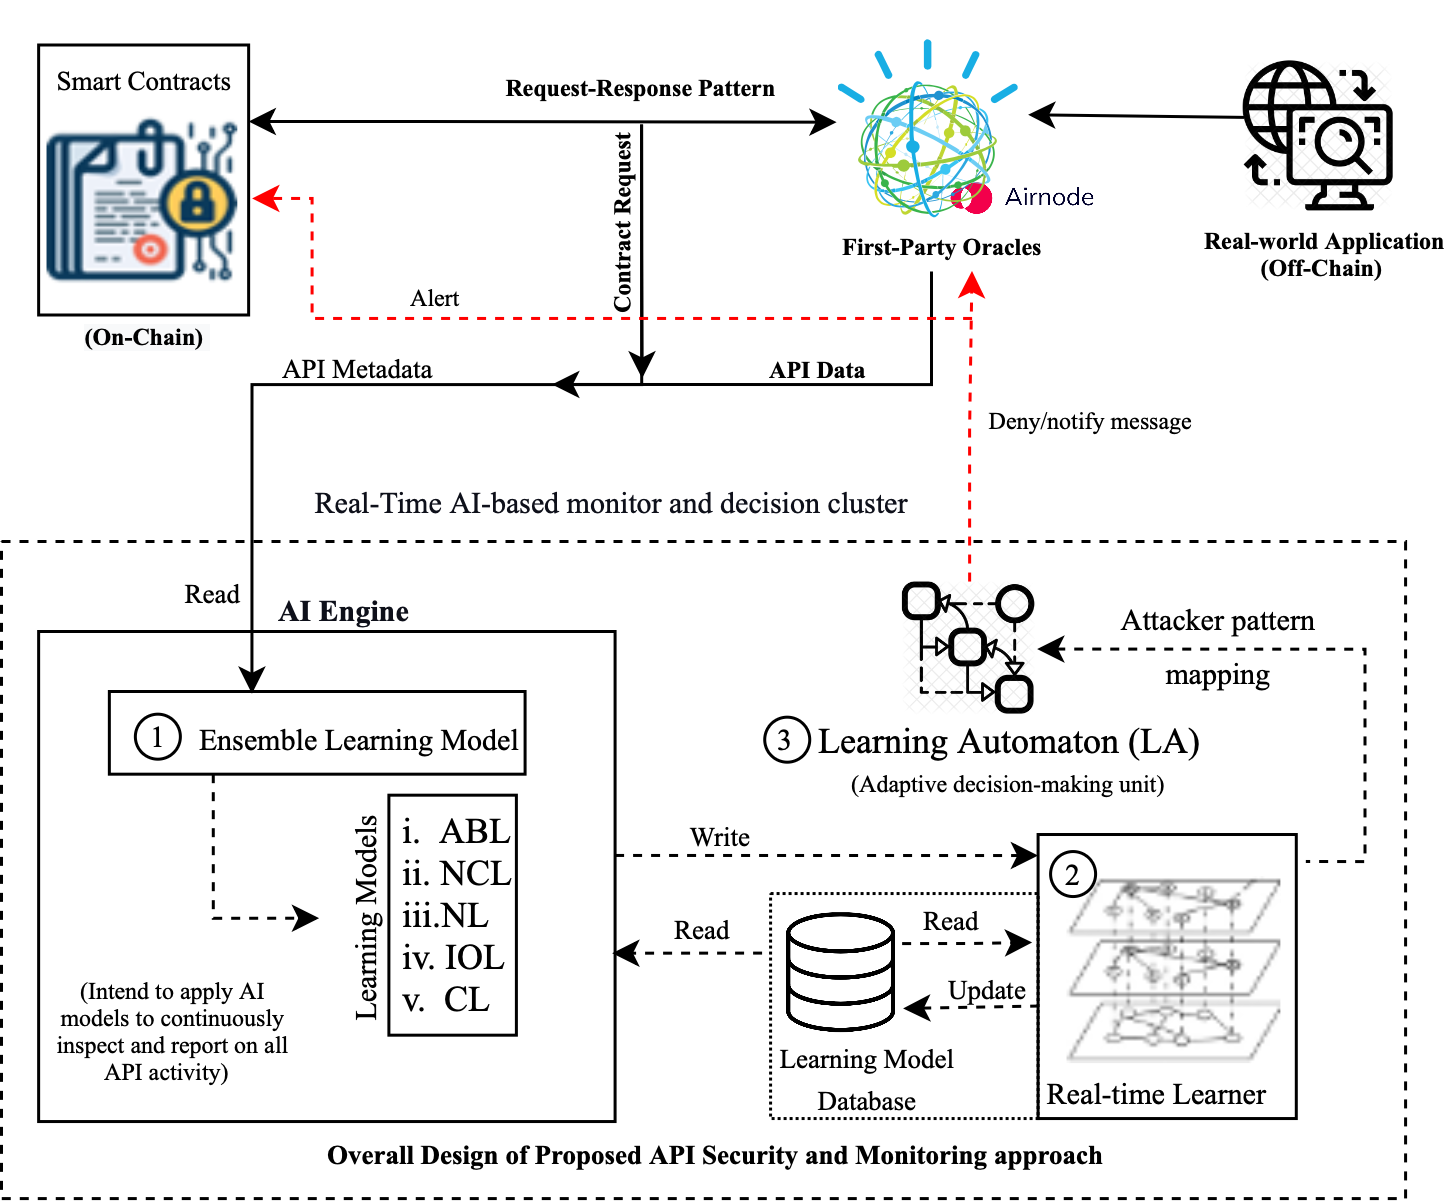 Smart Contracts
(On-Chain)
Request-Response Pattern
Contract Request
Airnode
First-Party Oracles
Real-world Application
(Off-Chain)
Alert
API Metadata
API Data
Deny/notify message
Real-Time AI-based monitor and decision cluster
Read
AI Engine
1 Ensemble Learning Model
Learning Models
i. ABL
ii. NCL
iii.NL
iv. IOL
v. CL
(Intend to apply AI
models to continuously
inspect and report on all
API activity)
Attacker pattern
mapping
3 Learning Automaton (LA)
(Adaptive decision-making unit)
Write
Read
Read
Update
Learning Model
Database
2
Real-time Learner
Overall Design of Proposed API Security and Monitoring approach